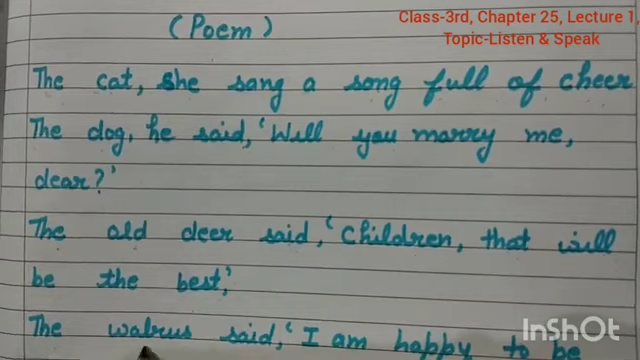 Class-3rd, Chapter 25, Lecture 1,
Topic-Listen & Speak
(Poem)
The cat, she sang a song full of cheer
The dog, he said, 'Will you marry me,
dear?'
The old deer said, 'Children, that will
be the best',
The walrus said, 'I am happy to be
InShOt